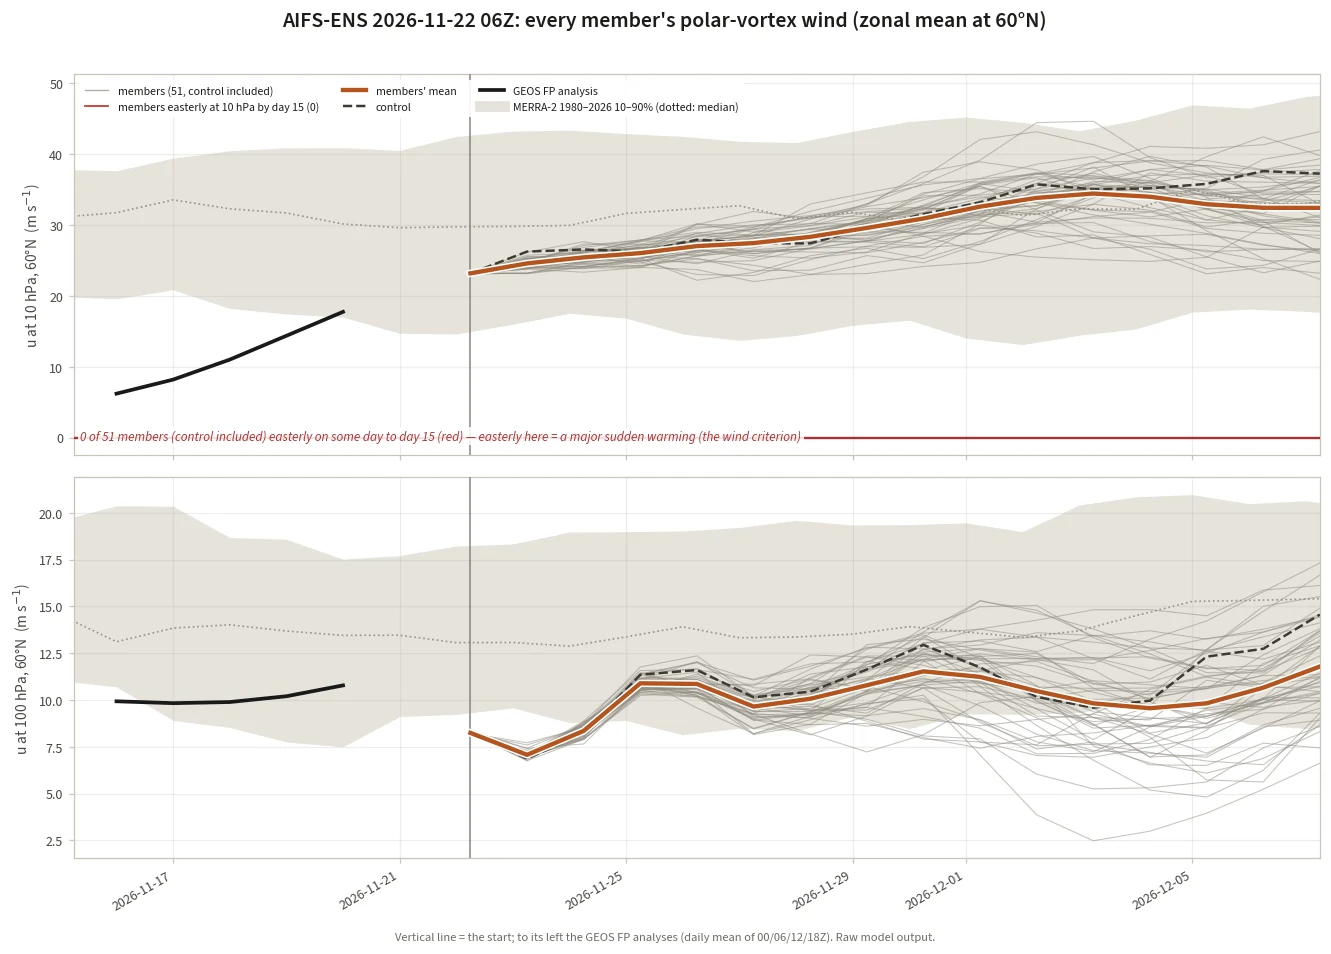 AIFS-ENS 2026-11-22 06Z: every member's polar-vortex wind (zonal mean at 60°N)
members (51, control included)
members easterly at 10 hPa by day 15 (0)
members' mean
control
GEOS FP analysis
MERRA-2 1980–2026 10–90% (dotted: median)
u at 10 hPa, 60°N (m s⁻¹)
50
40
30
20
10
0
0 of 51 members (control included) easterly on some day to day 15 (red) — easterly here = a major sudden warming (the wind criterion)
u at 100 hPa, 60°N (m s⁻¹)
20.0
17.5
15.0
12.5
10.0
7.5
5.0
2.5
2026-11-17
2026-11-21
2026-11-25
2026-11-29
2026-12-01
2026-12-05
Vertical line = the start; to its left the GEOS FP analyses (daily mean of 00/06/12/18Z). Raw model output.